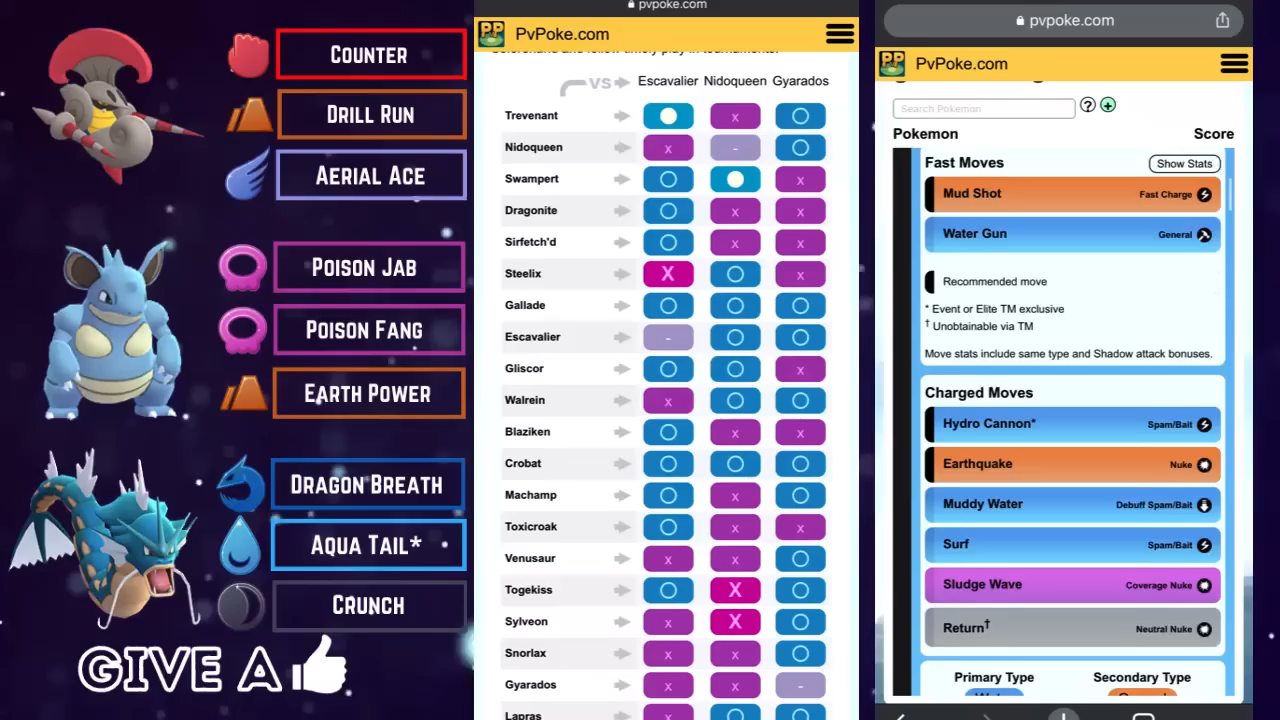 COUNTER
DRILL RUN
AERIAL ACE
POISON JAB
POISON FANG
EARTH POWER
DRAGON BREATH
AQUA TAIL*
CRUNCH
GIVE A
pvpoke.com
PP PvPoke.com
VS Escavalier Nidoqueen Gyarados
Trevenant x
Nidoqueen x -
Swampert x
Dragonite x x
Sirfetch'd x x
Steelix X x
Gallade
Escavalier -
Gliscor x
Walrein x
Blaziken x x
Crobat
Machamp x
Toxicroak x x
Venusaur x x
Togekiss X
Sylveon x X
Snorlax x x
Gyarados x x -
Lapras x
pvpoke.com
PP PvPoke.com
Search Pokemon ? +
Pokemon Score
Fast Moves Show Stats
Mud Shot Fast Charge
Water Gun General
Recommended move
* Event or Elite TM exclusive
† Unobtainable via TM
Move stats include same type and Shadow attack bonuses.
Charged Moves
Hydro Cannon* Spam/Bait
Earthquake Nuke
Muddy Water Debuff Spam/Bait
Surf Spam/Bait
Sludge Wave Coverage Nuke
Return† Neutral Nuke
Primary Type Secondary Type